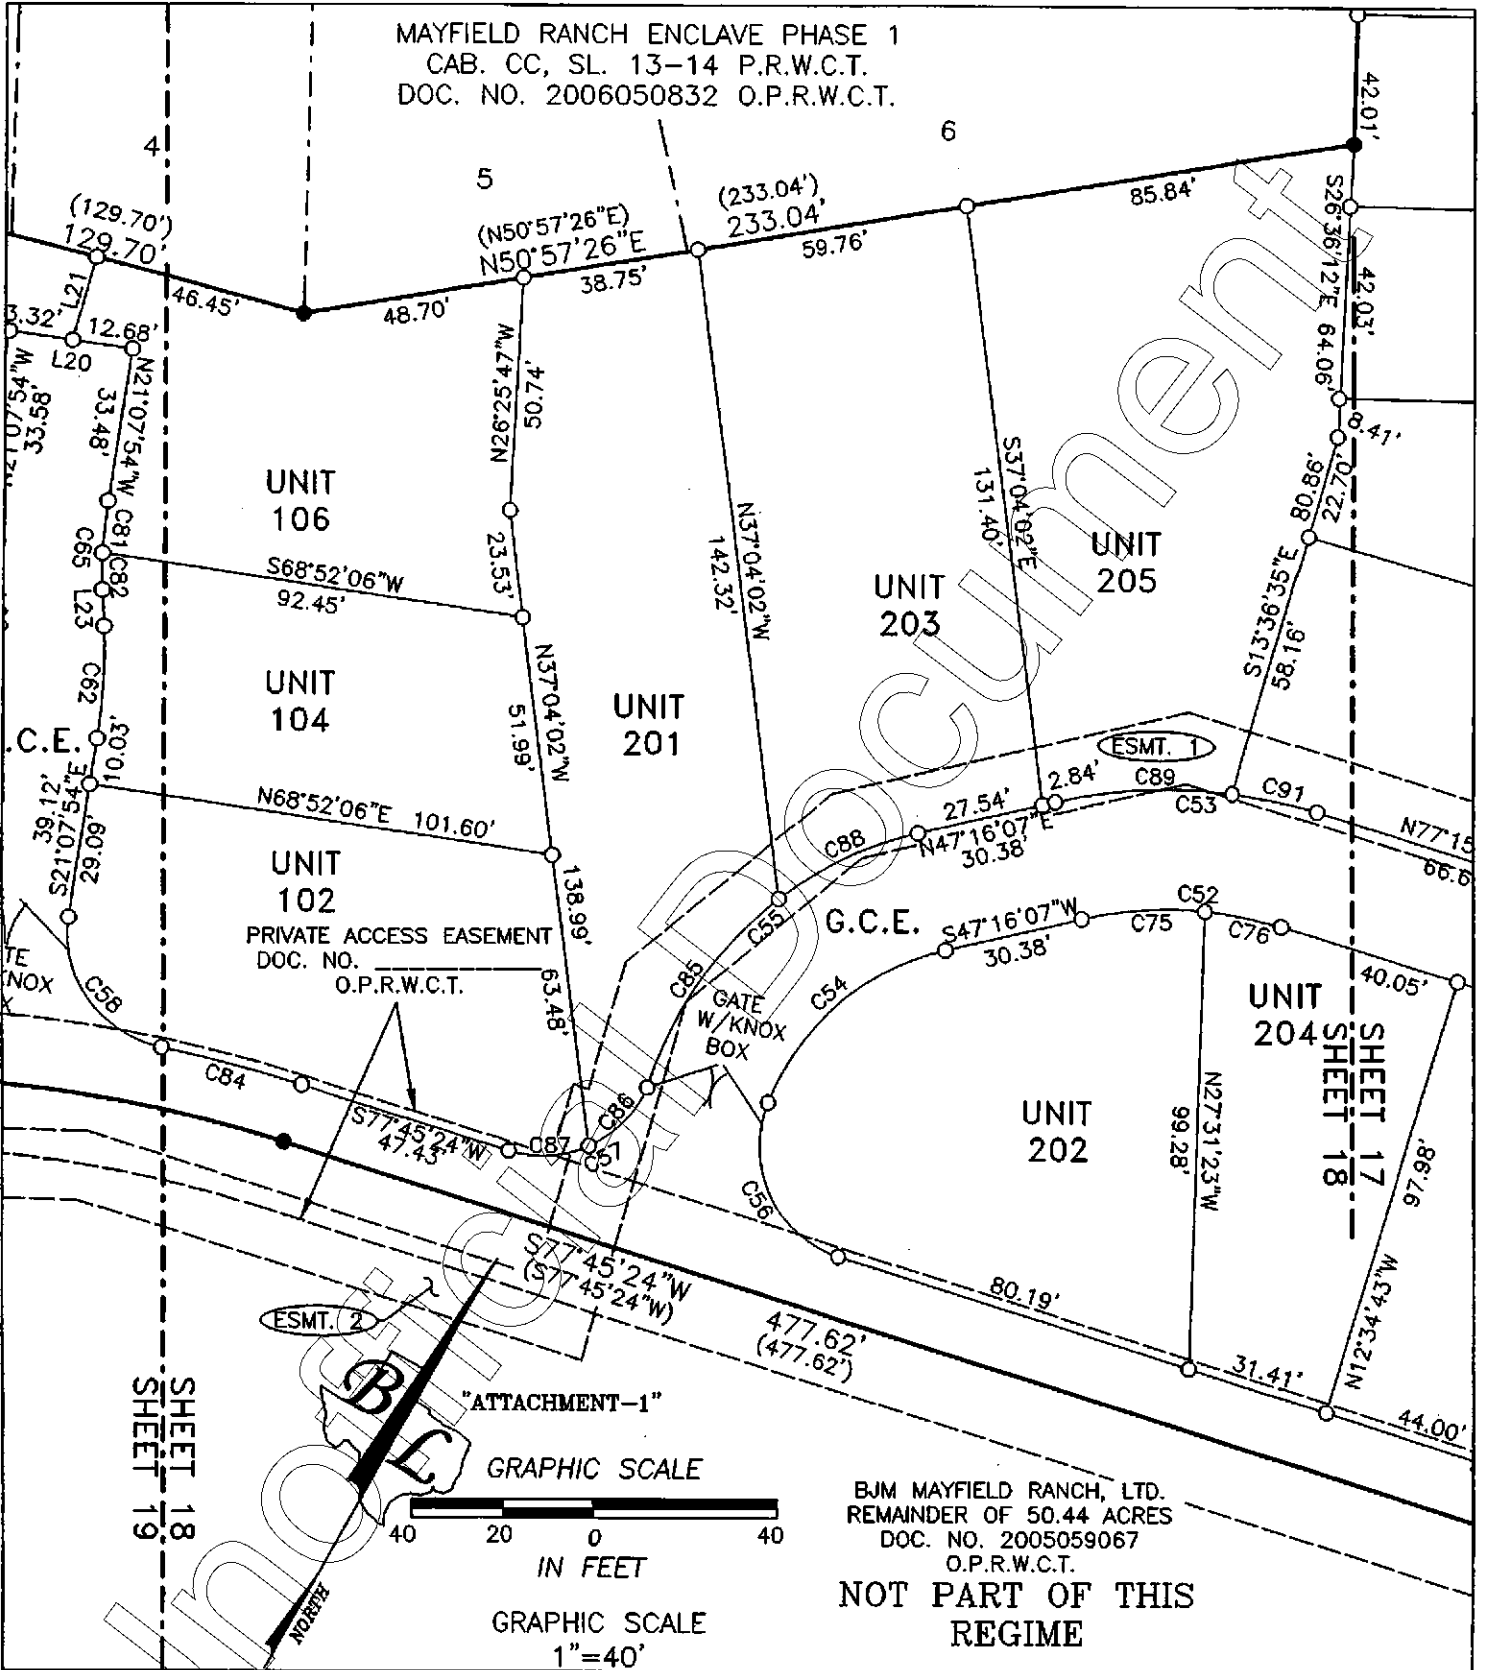 MAYFIELD RANCH ENCLAVE PHASE 1
CAB. CC, SL. 13-14 P.R.W.C.T.
DOC. NO. 2006050832 O.P.R.W.C.T.
4
5
6
42.01'
(129.70')
129.70'
46.45'
48.70'
(N50°57'26"E)
N50°57'26"E
38.75'
(233.04')
233.04'
59.76'
85.84'
S26°36'12"E 64.06'
42.03'
8.41'
L21
3.32'
12.68'
L20
N21°07'54"W
33.58'
N21°07'54"W
33.48'
N26°25'47"W
50.74'
UNIT
106
C81
C65
C82
L23
C62
23.53'
S68°52'06"W
92.45'
N37°04'02"W
142.32'
S37°04'02"E
131.40'
80.86'
22.70'
UNIT
205
UNIT
203
S13°36'35"E
58.16'
UNIT
104
N37°04'02"W
51.99'
UNIT
201
.C.E.
10.03'
S21°07'54"E
39.12'
29.09'
N68°52'06"E 101.60'
ESMT. 1
2.84'
C89
C53
C91
27.54'
N47°16'07"E
30.38'
N77°15
66.6
C88
UNIT
102
138.99'
PRIVATE ACCESS EASEMENT
DOC. NO.
O.P.R.W.C.T.
63.48'
C55
G.C.E.
S47°16'07"W
30.38'
C52
C75
C76
40.05'
TE
KNOX
X
C58
C85
C54
GATE
W/KNOX
BOX
UNIT
204
SHEET 17
SHEET 18
C84
S77°45'24"W
47.43'
C87
C86
C57
C56
UNIT
202
N27°31'23"W
99.28'
97.98'
N12°34'43"W
S77°45'24"W
(S77°45'24"W)
477.62'
(477.62')
80.19'
31.41'
44.00'
ESMT. 2
SHEET 18
SHEET 19
B
L
"ATTACHMENT-1"
GRAPHIC SCALE
40 20 0 40
IN FEET
GRAPHIC SCALE
1"=40'
NORTH
BJM MAYFIELD RANCH, LTD.
REMAINDER OF 50.44 ACRES
DOC. NO. 2005059067
O.P.R.W.C.T.
NOT PART OF THIS
REGIME
Unofficial Document